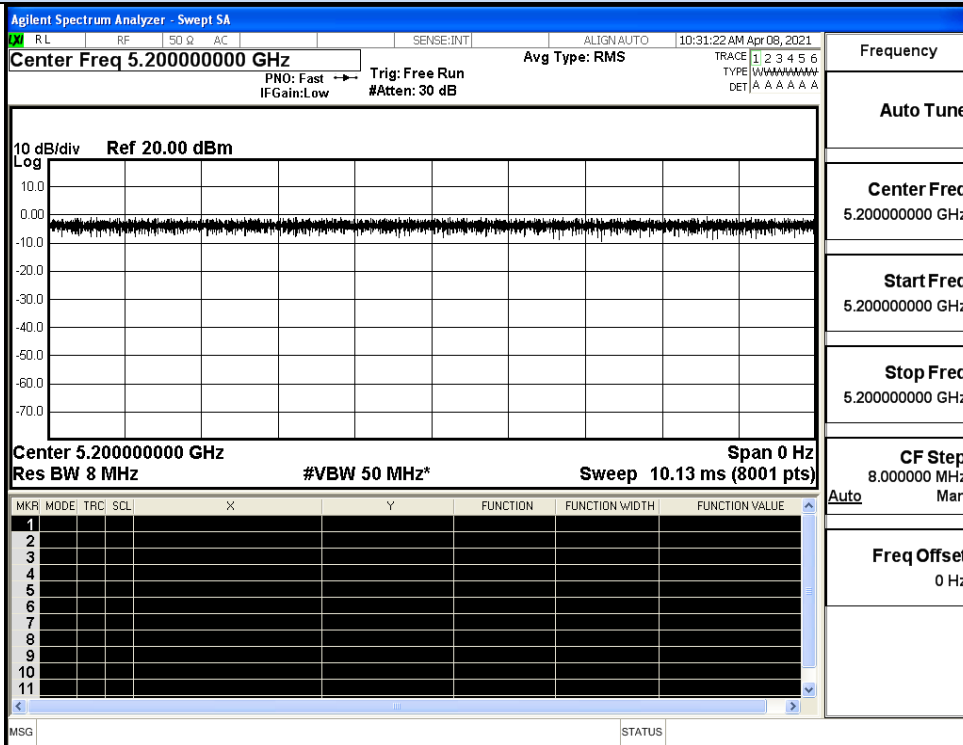 Agilent Spectrum Analyzer - Swept SA
LXI RL RF 50 Ω AC SENSE:INT ALIGN AUTO 10:31:22 AM Apr 08, 2021
Center Freq 5.200000000 GHz
PNO: Fast
IFGain:Low
Trig: Free Run
#Atten: 30 dB
Avg Type: RMS
TRACE 1 2 3 4 5 6
TYPE
DET A A A A A A
10 dB/div Ref 20.00 dBm
Log
10.0
0.00
-10.0
-20.0
-30.0
-40.0
-50.0
-60.0
-70.0
Center 5.200000000 GHz Span 0 Hz
Res BW 8 MHz #VBW 50 MHz* Sweep 10.13 ms (8001 pts)
MKR MODE TRC SCL X Y FUNCTION FUNCTION WIDTH FUNCTION VALUE
1
2
3
4
5
6
7
8
9
10
11
MSG STATUS
Frequency
Auto Tune
Center Freq
5.200000000 GHz
Start Freq
5.200000000 GHz
Stop Freq
5.200000000 GHz
CF Step
8.000000 MHz
Auto Man
Freq Offset
0 Hz